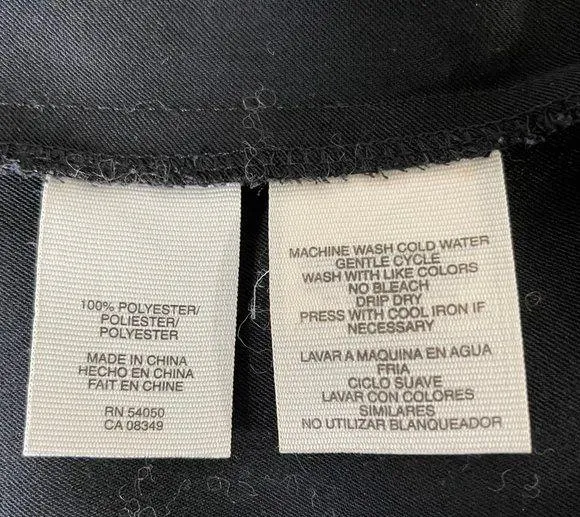 100% POLYESTER/
POLIESTER/
POLYESTER
MADE IN CHINA
HECHO EN CHINA
FAIT EN CHINE
RN 54050
CA 08349
MACHINE WASH COLD WATER
GENTLE CYCLE
WASH WITH LIKE COLORS
NO BLEACH
DRIP DRY
PRESS WITH COOL IRON IF
NECESSARY
LAVAR A MAQUINA EN AGUA
FRIA
CICLO SUAVE
LAVAR CON COLORES
SIMILARES
NO UTILIZAR BLANQUEADOR